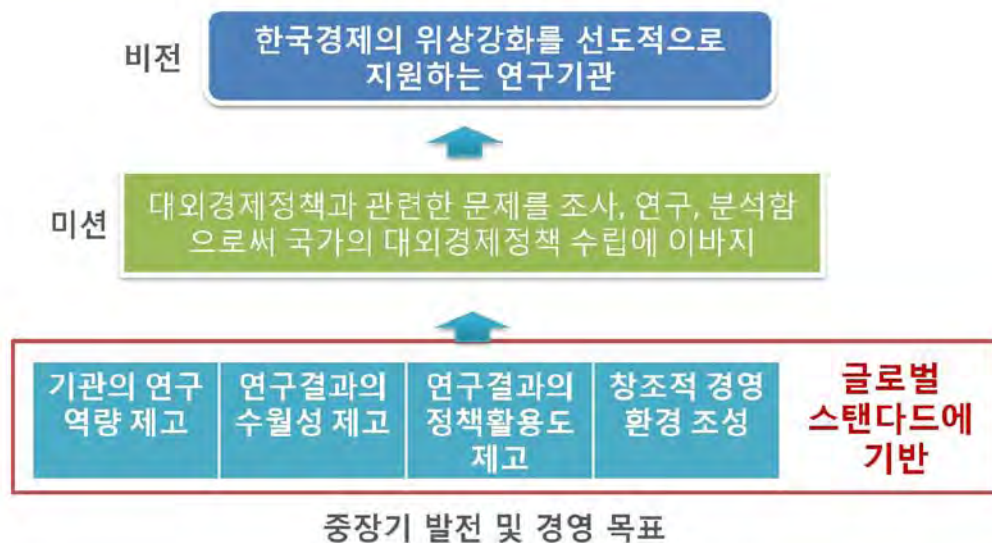 비전
한국경제의 위상강화를 선도적으로
지원하는 연구기관
미션
대외경제정책과 관련한 문제를 조사, 연구, 분석함
으로써 국가의 대외경제정책 수립에 이바지
기관의 연구
역량 제고
연구결과의
수월성 제고
연구결과의
정책활용도
제고
창조적 경영
환경 조성
글로벌
스탠다드에
기반
중장기 발전 및 경영 목표